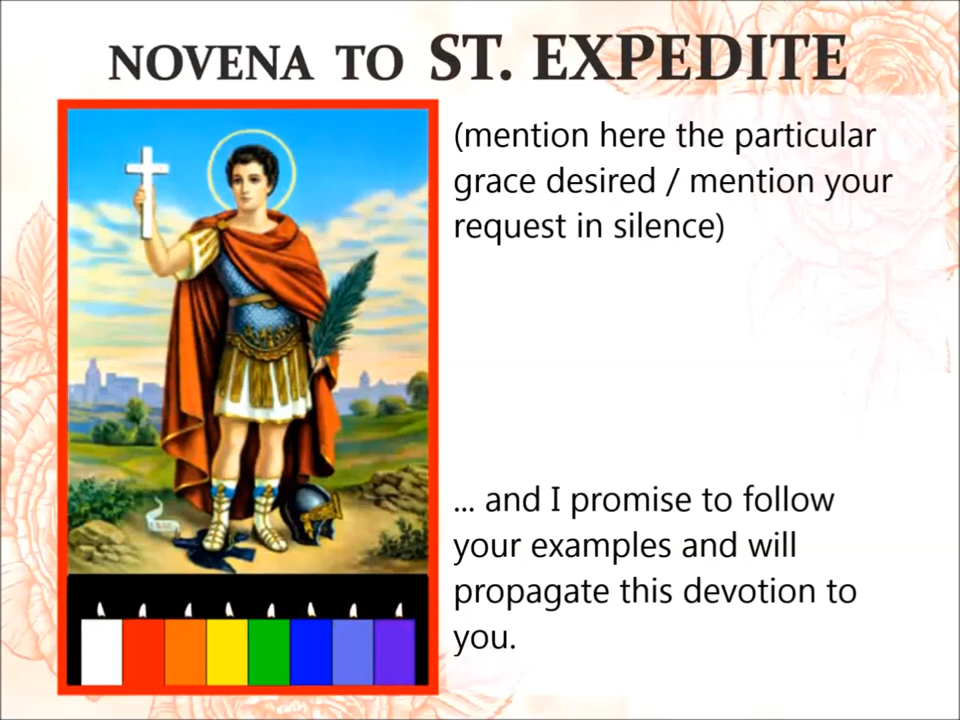 NOVENA TO ST. EXPEDITE
(mention here the particular
grace desired / mention your
request in silence)
... and I promise to follow
your examples and will
propagate this devotion to
you.